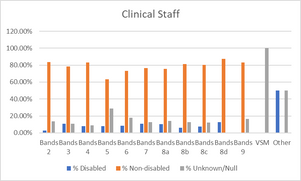 Clinical Staff
120.00%
100.00%
80.00%
60.00%
40.00%
20.00%
0.00%
Bands Bands Bands Bands Bands Bands Bands Bands Bands Bands Bands VSM Other
2 3 4 5 6 7 8a 8b 8c 8d 9
% Disabled % Non-disabled % Unknown/Null